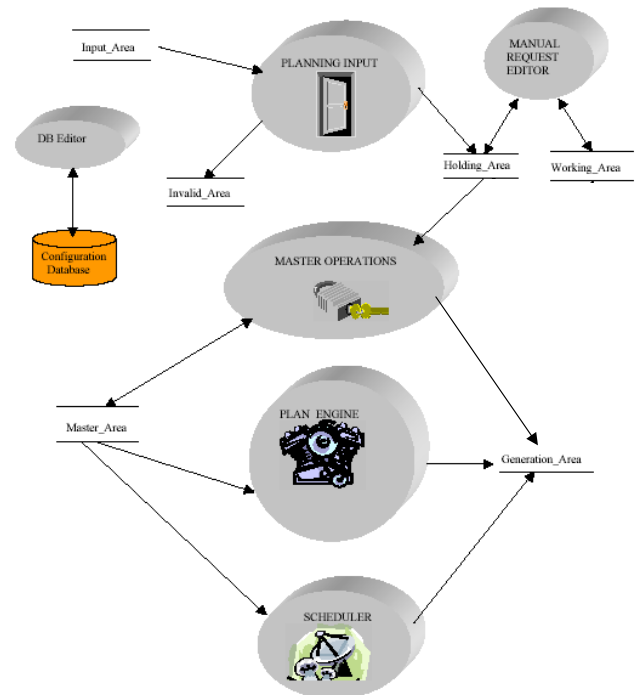 Input_Area
PLANNING INPUT
MANUAL
REQUEST
EDITOR
DB Editor
Invalid_Area
Holding_Area
Working_Area
Configuration
Database
MASTER OPERATIONS
Master_Area
PLAN ENGINE
Generation_Area
SCHEDULER